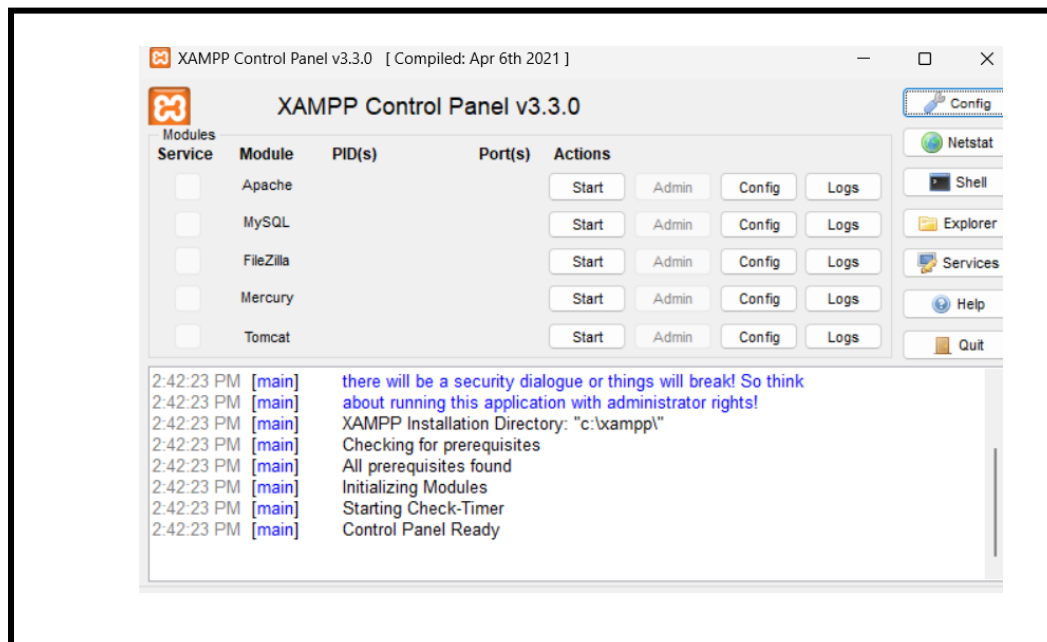 XAMPP Control Panel v3.3.0 [ Compiled: Apr 6th 2021 ]
XAMPP Control Panel v3.3.0
Config
Modules
Service Module PID(s) Port(s) Actions
Netstat
Apache Start Admin Config Logs
Shell
MySQL Start Admin Config Logs
Explorer
FileZilla Start Admin Config Logs
Services
Mercury Start Admin Config Logs
Help
Tomcat Start Admin Config Logs
Quit
2:42:23 PM [main] there will be a security dialogue or things will break! So think
2:42:23 PM [main] about running this application with administrator rights!
2:42:23 PM [main] XAMPP Installation Directory: "c:\xampp\"
2:42:23 PM [main] Checking for prerequisites
2:42:23 PM [main] All prerequisites found
2:42:23 PM [main] Initializing Modules
2:42:23 PM [main] Starting Check-Timer
2:42:23 PM [main] Control Panel Ready